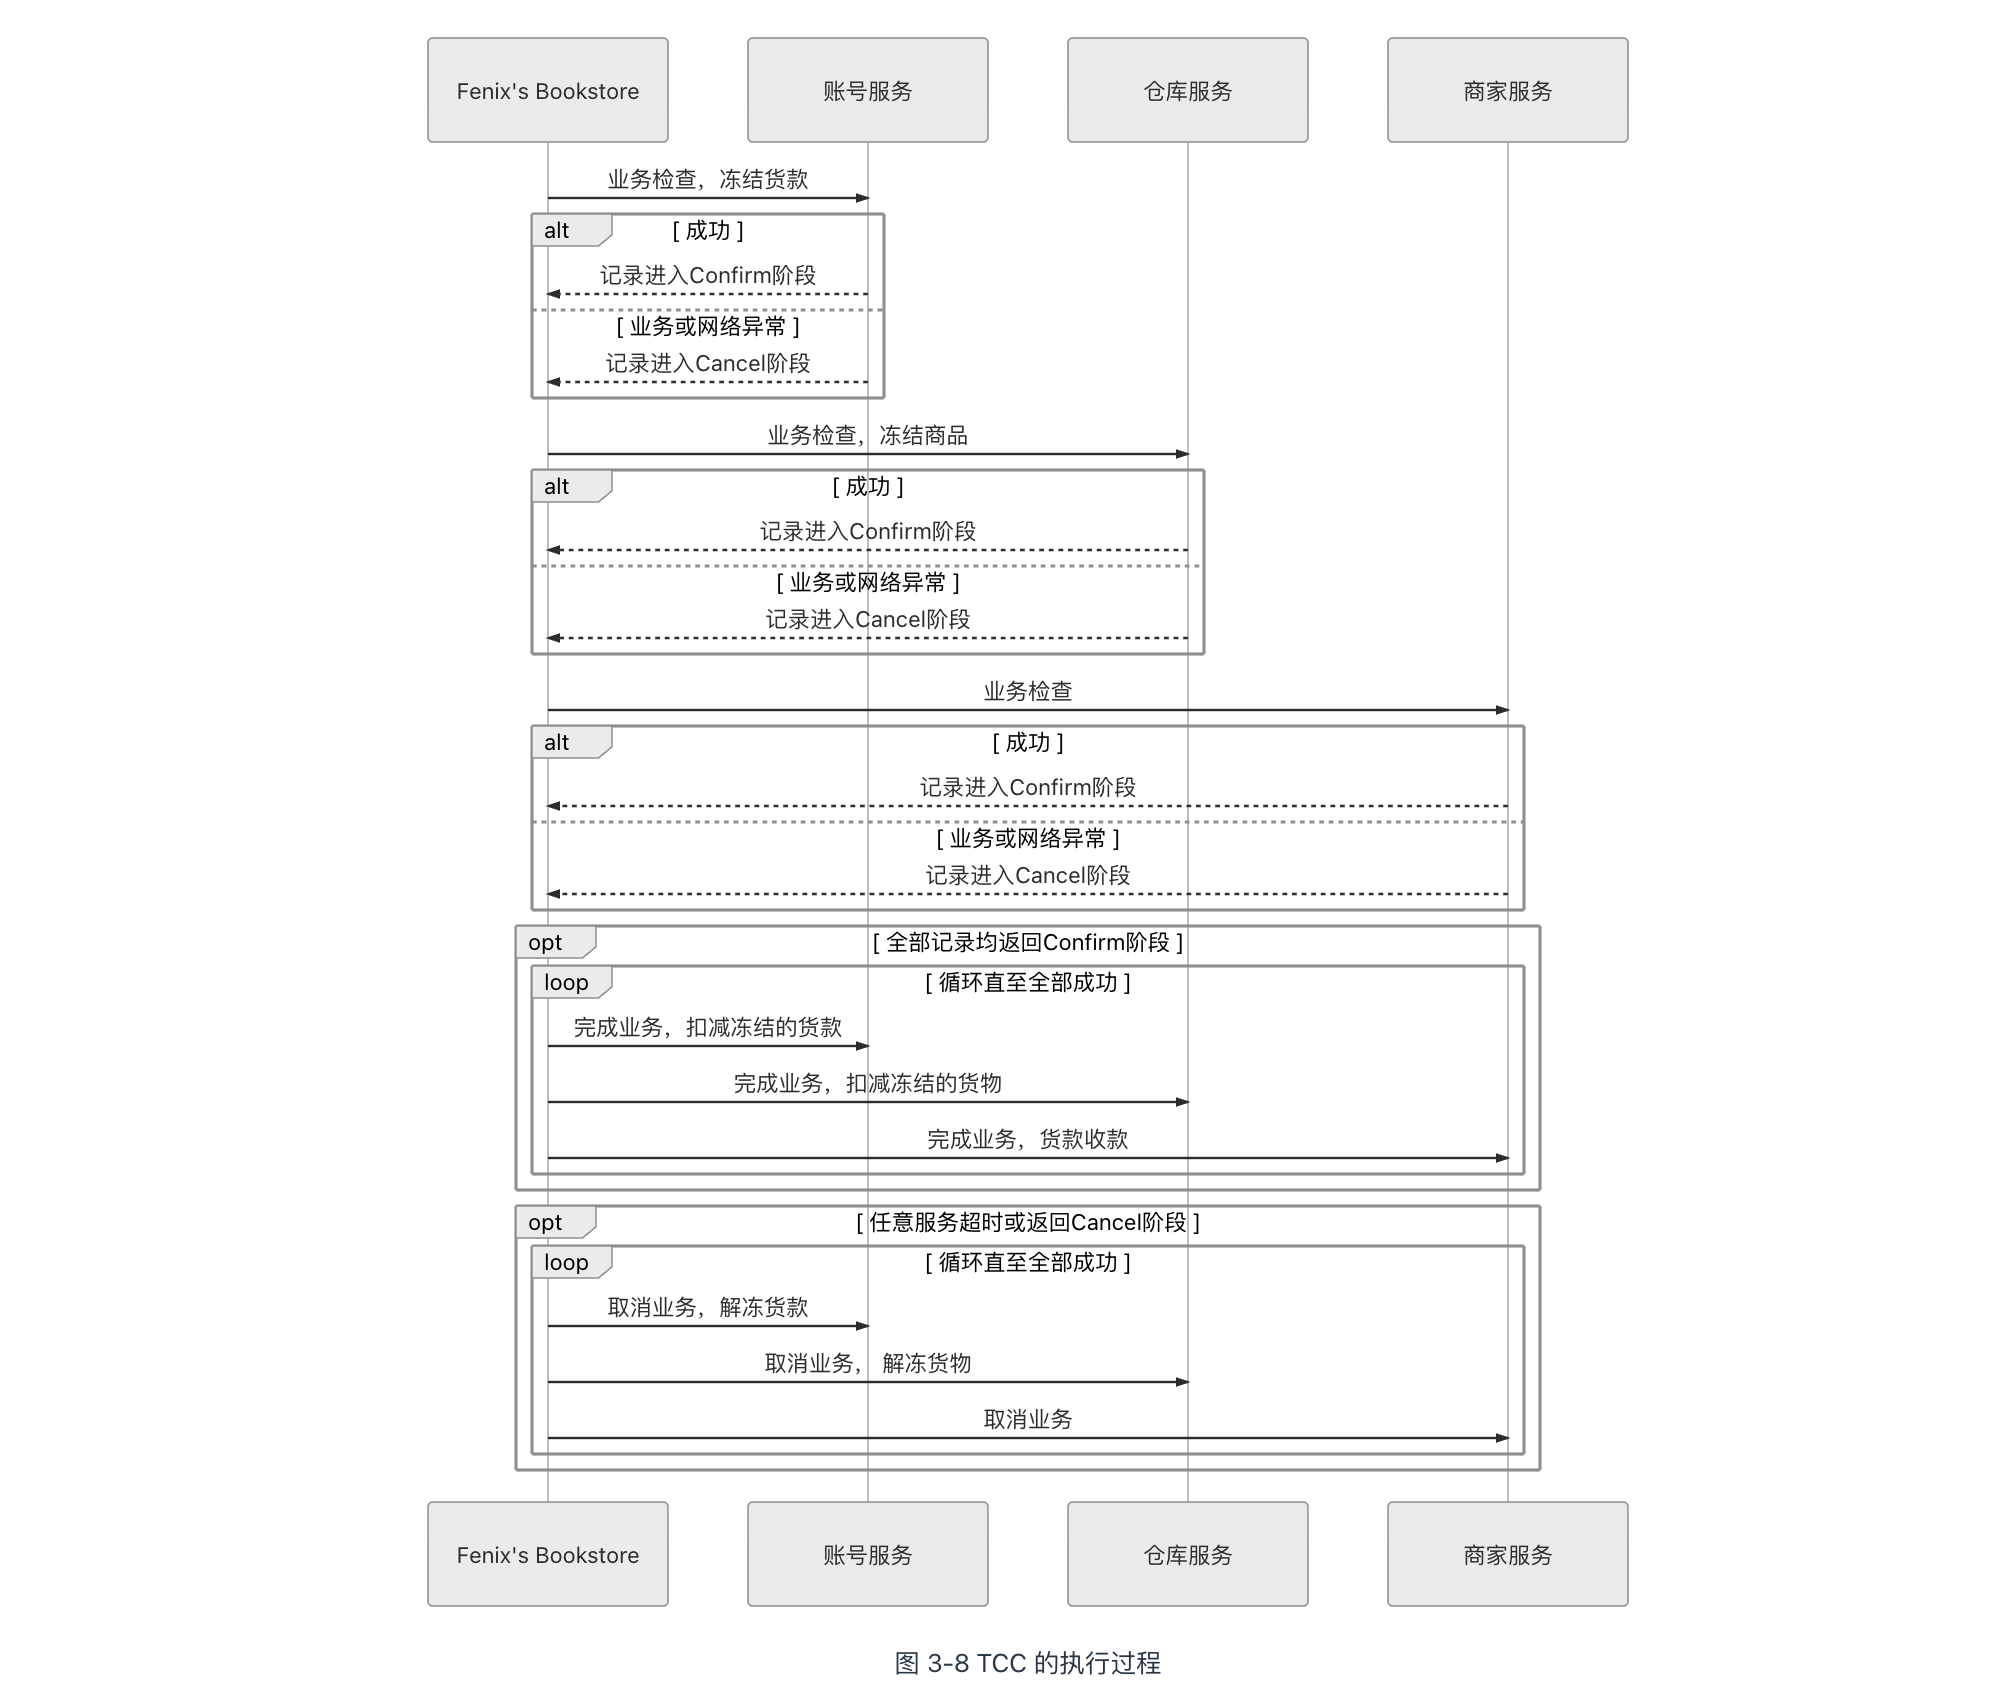 Fenix's Bookstore
账号服务
仓库服务
商家服务
业务检查，冻结货款
alt
[ 成功 ]
记录进入Confirm阶段
[ 业务或网络异常 ]
记录进入Cancel阶段
业务检查，冻结商品
alt
[ 成功 ]
记录进入Confirm阶段
[ 业务或网络异常 ]
记录进入Cancel阶段
业务检查
alt
[ 成功 ]
记录进入Confirm阶段
[ 业务或网络异常 ]
记录进入Cancel阶段
opt
[ 全部记录均返回Confirm阶段 ]
loop
[ 循环直至全部成功 ]
完成业务，扣减冻结的货款
完成业务，扣减冻结的货物
完成业务，货款收款
opt
[ 任意服务超时或返回Cancel阶段 ]
loop
[ 循环直至全部成功 ]
取消业务，解冻货款
取消业务， 解冻货物
取消业务
Fenix's Bookstore
账号服务
仓库服务
商家服务
图 3-8 TCC 的执行过程